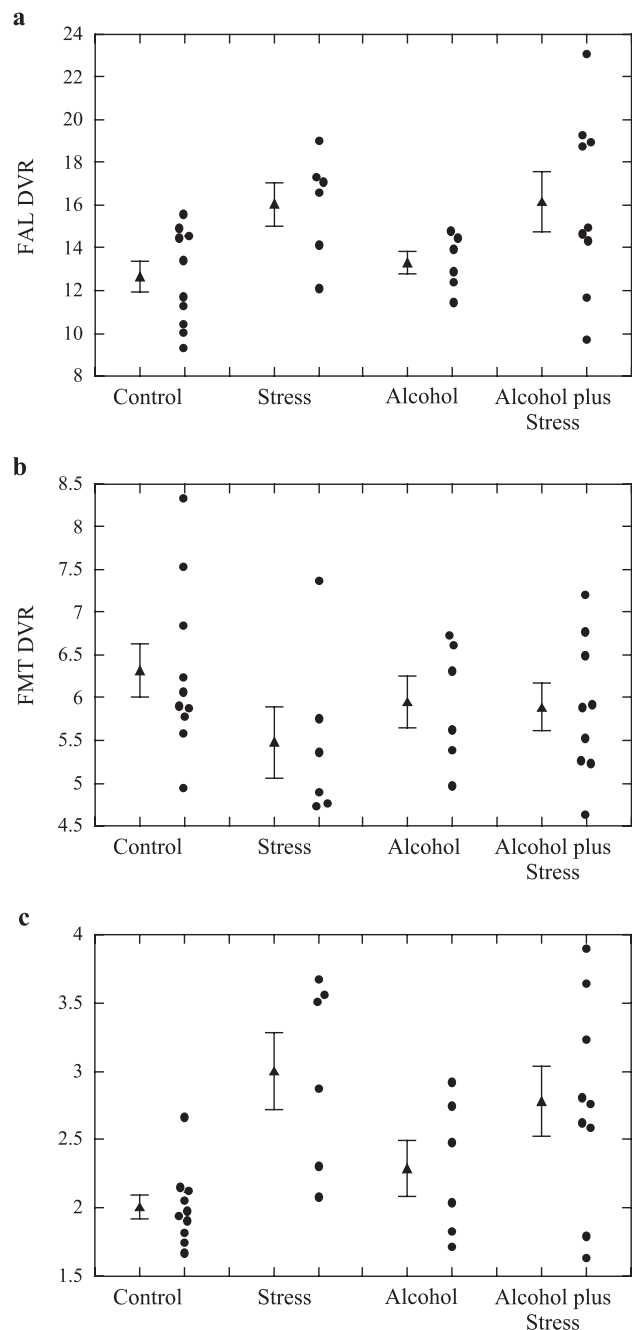 a
24
22
20
18
16
14
12
10
8
FAL DVR
Control
Stress
Alcohol
Alcohol plus
Stress
b
8.5
8
7.5
7
6.5
6
5.5
5
4.5
FMT DVR
Control
Stress
Alcohol
Alcohol plus
Stress
c
4
3.5
3
2.5
2
1.5
Control
Stress
Alcohol
Alcohol plus
Stress